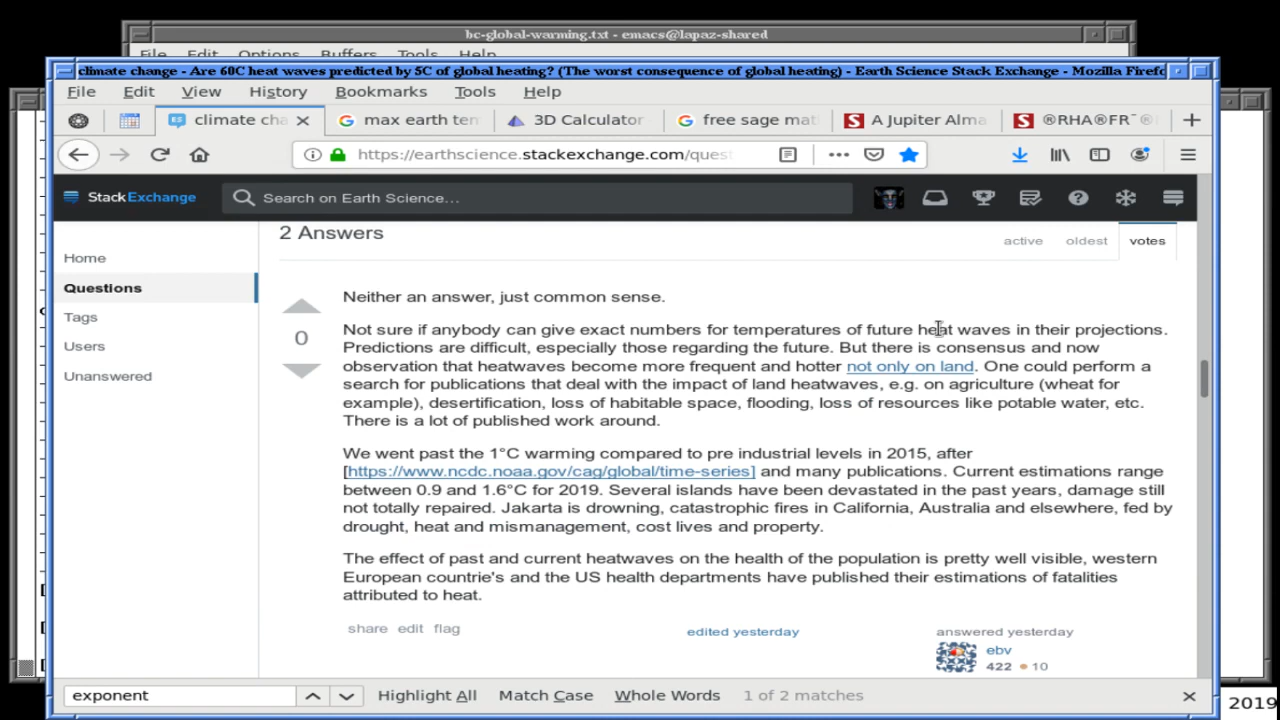 bc-global-warming.txt - emacs@lapaz-shared
File Edit Options Buffers Tools Help
climate change - Are 60C heat waves predicted by 5C of global heating? (The worst consequence of global heating) - Earth Science Stack Exchange - Mozilla Firefo
File Edit View History Bookmarks Tools Help
climate cha max earth ten 3D Calculator free sage mat A Jupiter Alma ®RHA®FR¯®
https://earthscience.stackexchange.com/quest
StackExchange Search on Earth Science...
2 Answers
active oldest votes
Home
Questions
Tags
Users
Unanswered
0
Neither an answer, just common sense.
Not sure if anybody can give exact numbers for temperatures of future heat waves in their projections.
Predictions are difficult, especially those regarding the future. But there is consensus and now
observation that heatwaves become more frequent and hotter not only on land. One could perform a
search for publications that deal with the impact of land heatwaves, e.g. on agriculture (wheat for
example), desertification, loss of habitable space, flooding, loss of resources like potable water, etc.
There is a lot of published work around.
We went past the 1°C warming compared to pre industrial levels in 2015, after
[https://www.ncdc.noaa.gov/cag/global/time-series] and many publications. Current estimations range
between 0.9 and 1.6°C for 2019. Several islands have been devastated in the past years, damage still
not totally repaired. Jakarta is drowning, catastrophic fires in California, Australia and elsewhere, fed by
drought, heat and mismanagement, cost lives and property.
The effect of past and current heatwaves on the health of the population is pretty well visible, western
European countrie's and the US health departments have published their estimations of fatalities
attributed to heat.
share edit flag
edited yesterday
answered yesterday
ebv
422 10
exponent Highlight All Match Case Whole Words 1 of 2 matches
2019